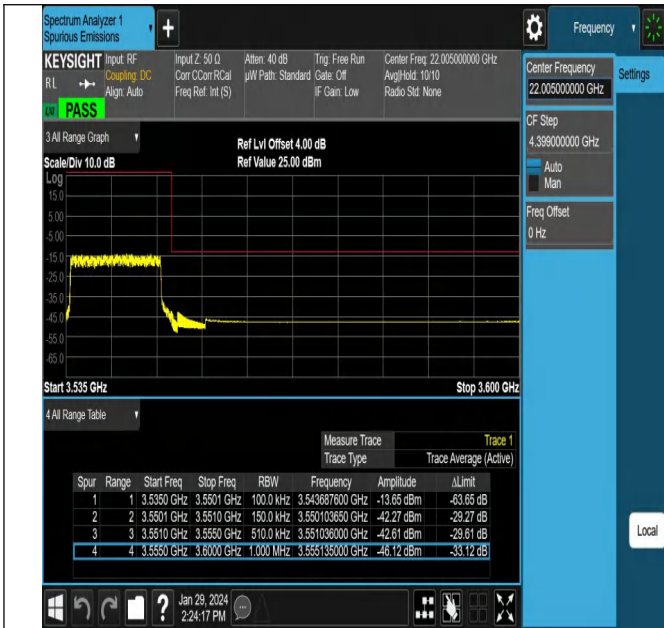 Spectrum Analyzer 1
Spurious Emissions
Frequency
KEYSIGHT Input: RF Input Z: 50 Ω Atten: 40 dB Trig: Free Run Center Freq: 22.005000000 GHz
RL Coupling: DC Corr CCorr RCal µW Path: Standard Gate: Off Avg|Hold: 10/10
Align: Auto Freq Ref: Int (S) IF Gain: Low Radio Std: None
PASS
Center Frequency
22.005000000 GHz
Settings
CF Step
4.399000000 GHz
Auto
Man
Freq Offset
0 Hz
Local
3 All Range Graph
Ref Lvl Offset 4.00 dB
Scale/Div 10.0 dB Ref Value 25.00 dBm
Log
15.0
5.00
-5.00
-15.0
-25.0
-35.0
-45.0
-55.0
-65.0
Start 3.535 GHz Stop 3.600 GHz
4 All Range Table
Measure Trace Trace 1
Trace Type Trace Average (Active)
Spur Range Start Freq Stop Freq RBW Frequency Amplitude ΔLimit
1 1 3.5350 GHz 3.5501 GHz 100.0 kHz 3.543687600 GHz -13.65 dBm -63.65 dB
2 2 3.5501 GHz 3.5510 GHz 150.0 kHz 3.550103650 GHz -42.27 dBm -29.27 dB
3 3 3.5510 GHz 3.5550 GHz 510.0 kHz 3.551036000 GHz -42.61 dBm -29.61 dB
4 4 3.5550 GHz 3.6000 GHz 1.000 MHz 3.555135000 GHz -46.12 dBm -33.12 dB
Jan 29, 2024
2:24:17 PM